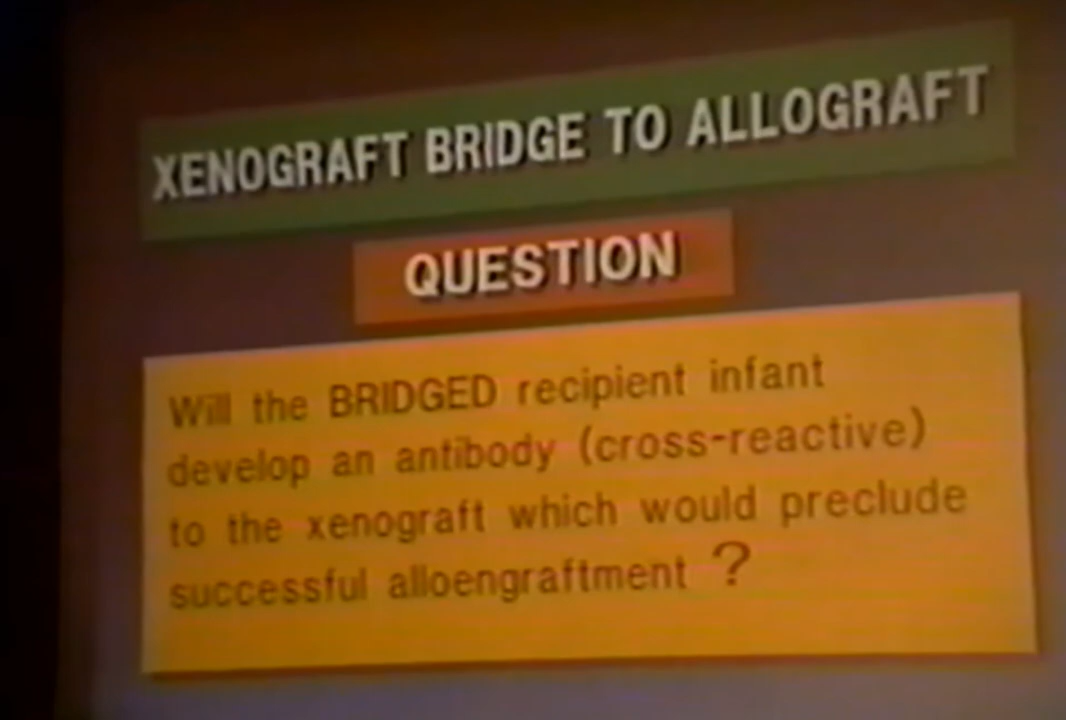 XENOGRAFT BRIDGE TO ALLOGRAFT
QUESTION
Will the BRIDGED recipient infant
develop an antibody (cross-reactive)
to the xenograft which would preclude
successful alloengraftment ?